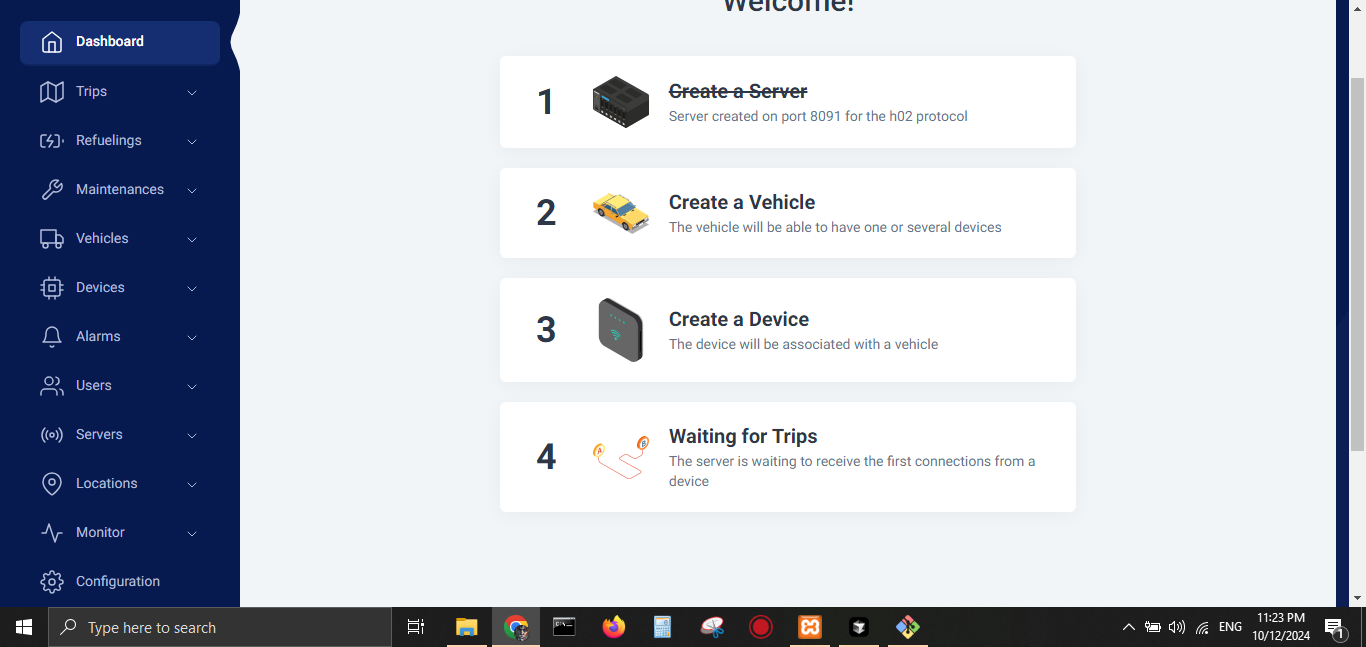 Welcome!
Dashboard
Trips
Refuelings
Maintenances
Vehicles
Devices
Alarms
Users
Servers
Locations
Monitor
Configuration
1
Create a Server
Server created on port 8091 for the h02 protocol
2
Create a Vehicle
The vehicle will be able to have one or several devices
3
Create a Device
The device will be associated with a vehicle
4
A
B
Waiting for Trips
The server is waiting to receive the first connections from a
device
Type here to search
ENG
11:23 PM
10/12/2024
1